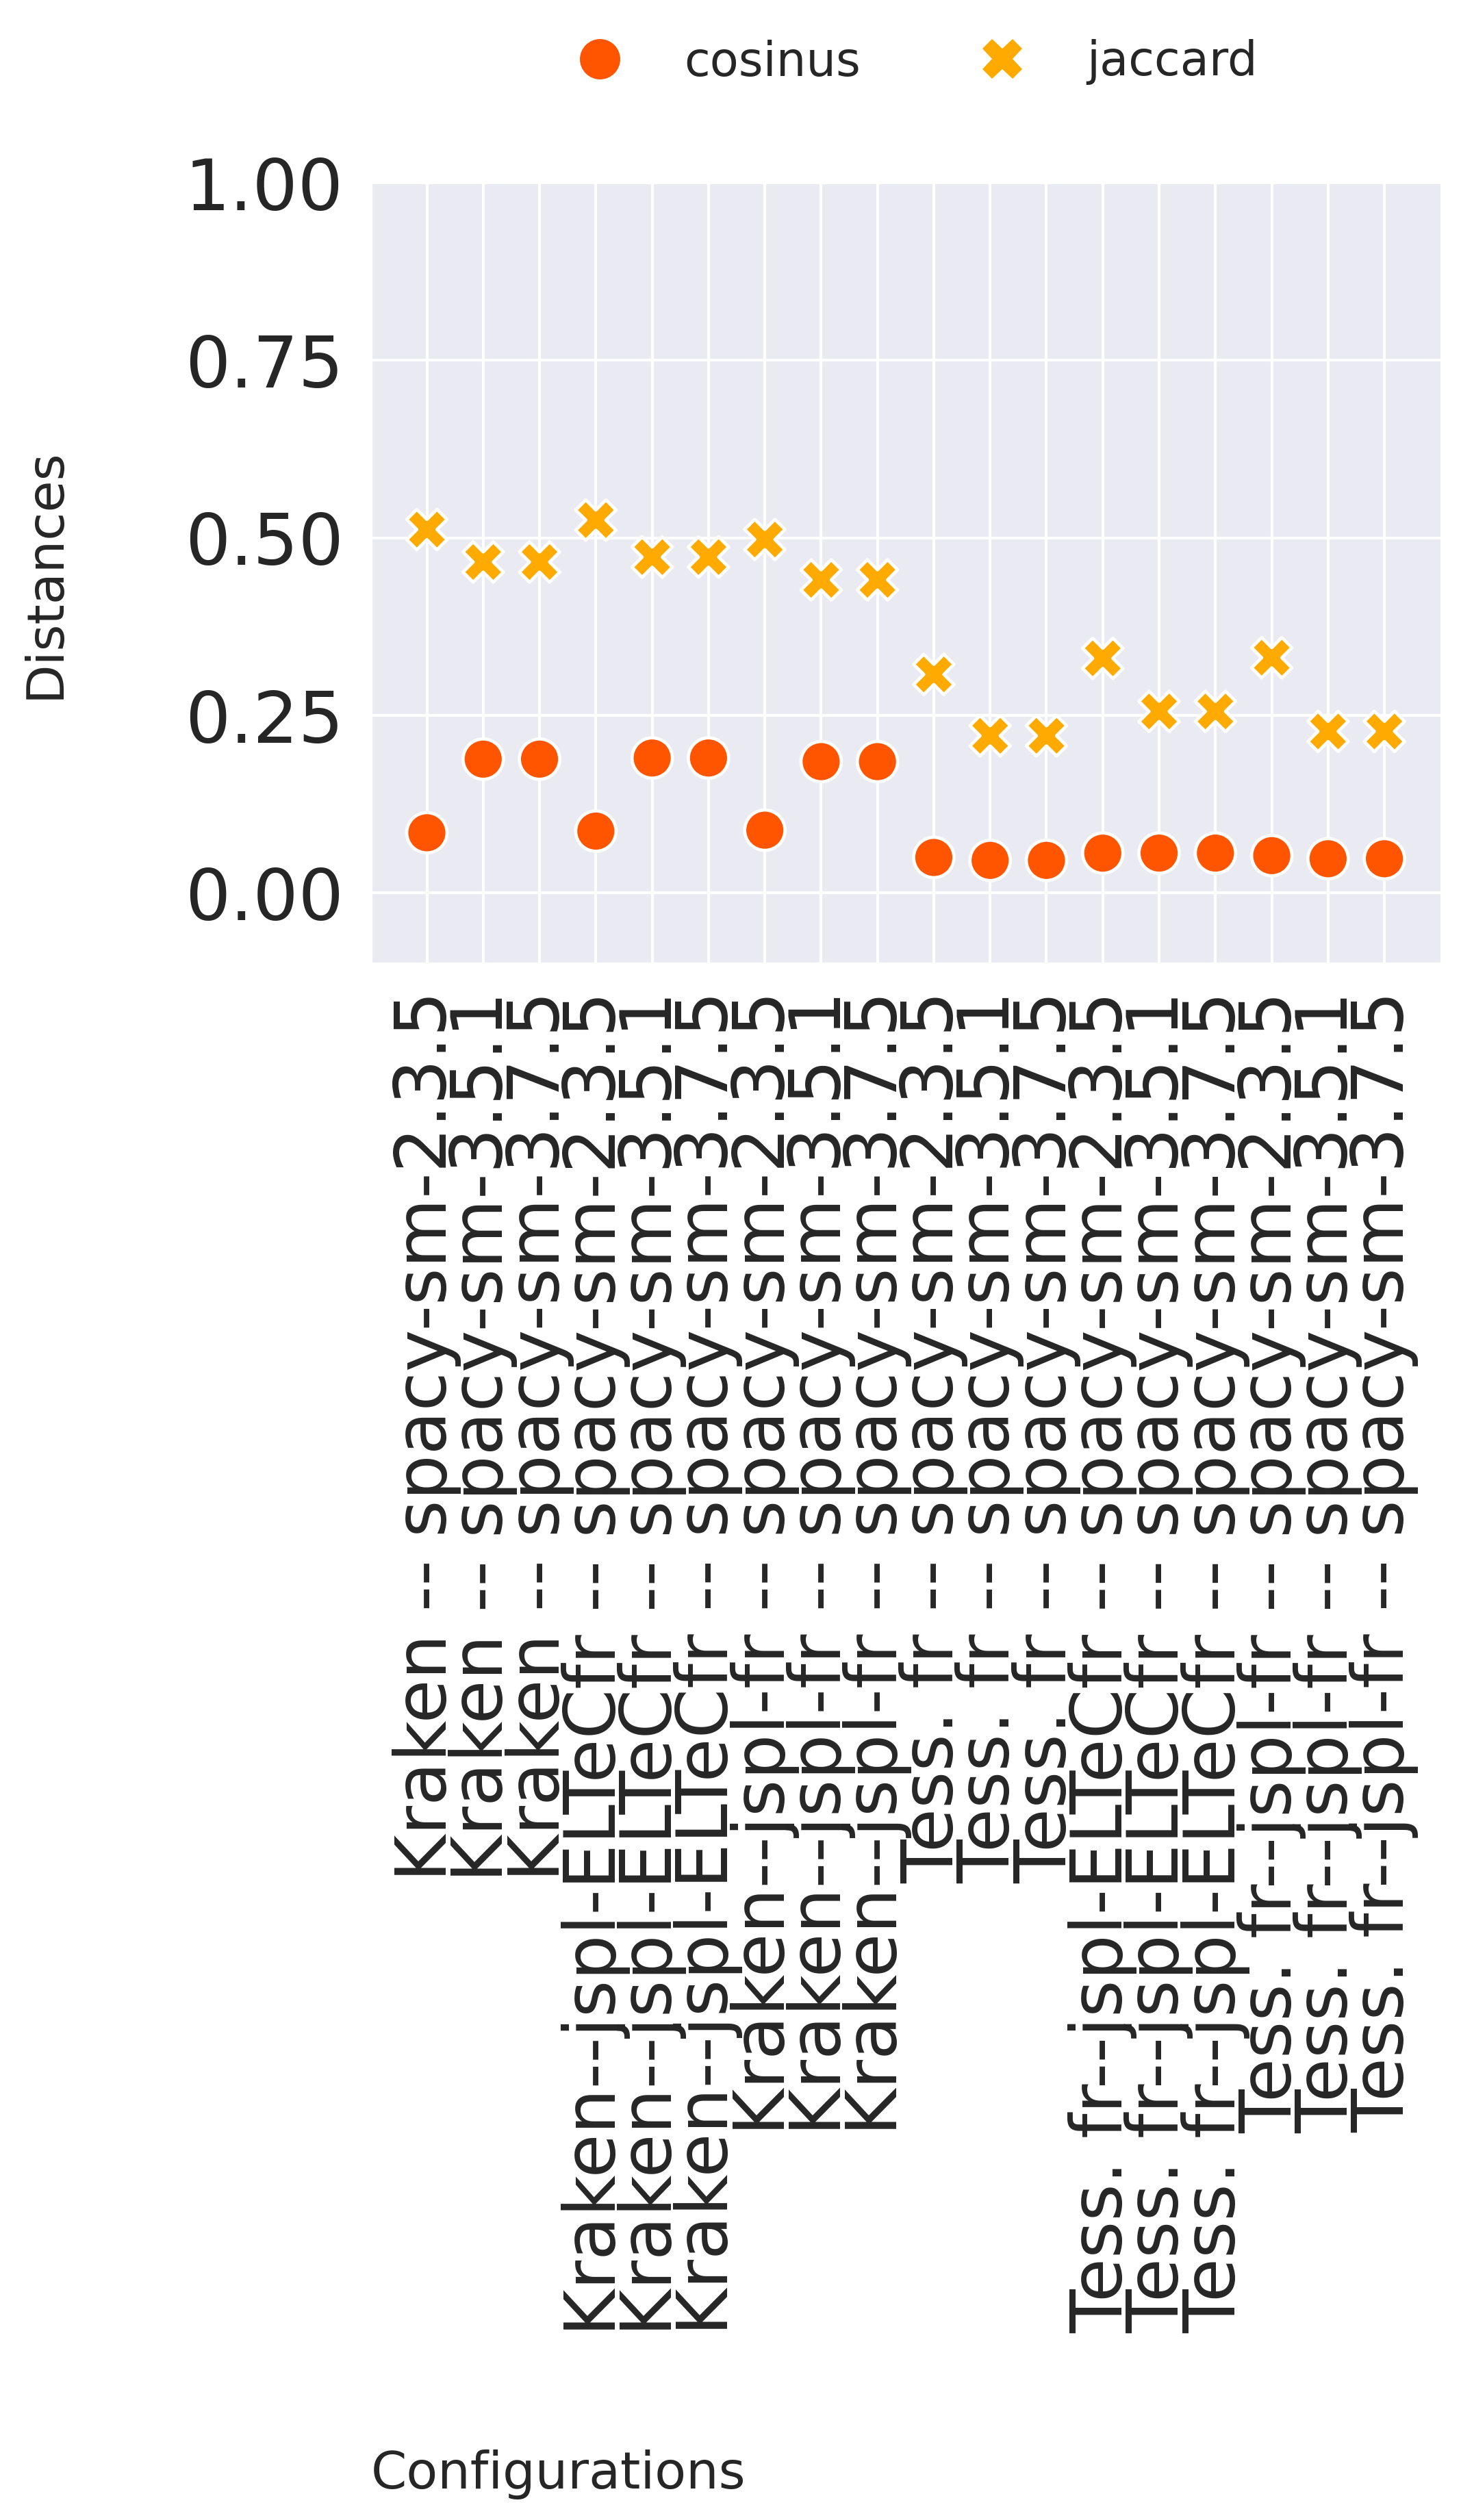 cosinus jaccard
1.00
0.75
0.50
0.25
0.00
Distances
Kraken -- spacy-sm-2.3.5
Kraken -- spacy-sm-3.5.1
Kraken -- spacy-sm-3.7.5
Kraken--jspl-ELTeCfr -- spacy-sm-2.3.5
Kraken--jspl-ELTeCfr -- spacy-sm-3.5.1
Kraken--jspl-ELTeCfr -- spacy-sm-3.7.5
Kraken--jspl-fr -- spacy-sm-2.3.5
Kraken--jspl-fr -- spacy-sm-3.5.1
Kraken--jspl-fr -- spacy-sm-3.7.5
Tess. fr -- spacy-sm-2.3.5
Tess. fr -- spacy-sm-3.5.1
Tess. fr -- spacy-sm-3.7.5
Tess. fr--jspl-ELTeCfr -- spacy-sm-2.3.5
Tess. fr--jspl-ELTeCfr -- spacy-sm-3.5.1
Tess. fr--jspl-ELTeCfr -- spacy-sm-3.7.5
Tess. fr--jspl-fr -- spacy-sm-2.3.5
Tess. fr--jspl-fr -- spacy-sm-3.5.1
Tess. fr--jspl-fr -- spacy-sm-3.7.5
Configurations